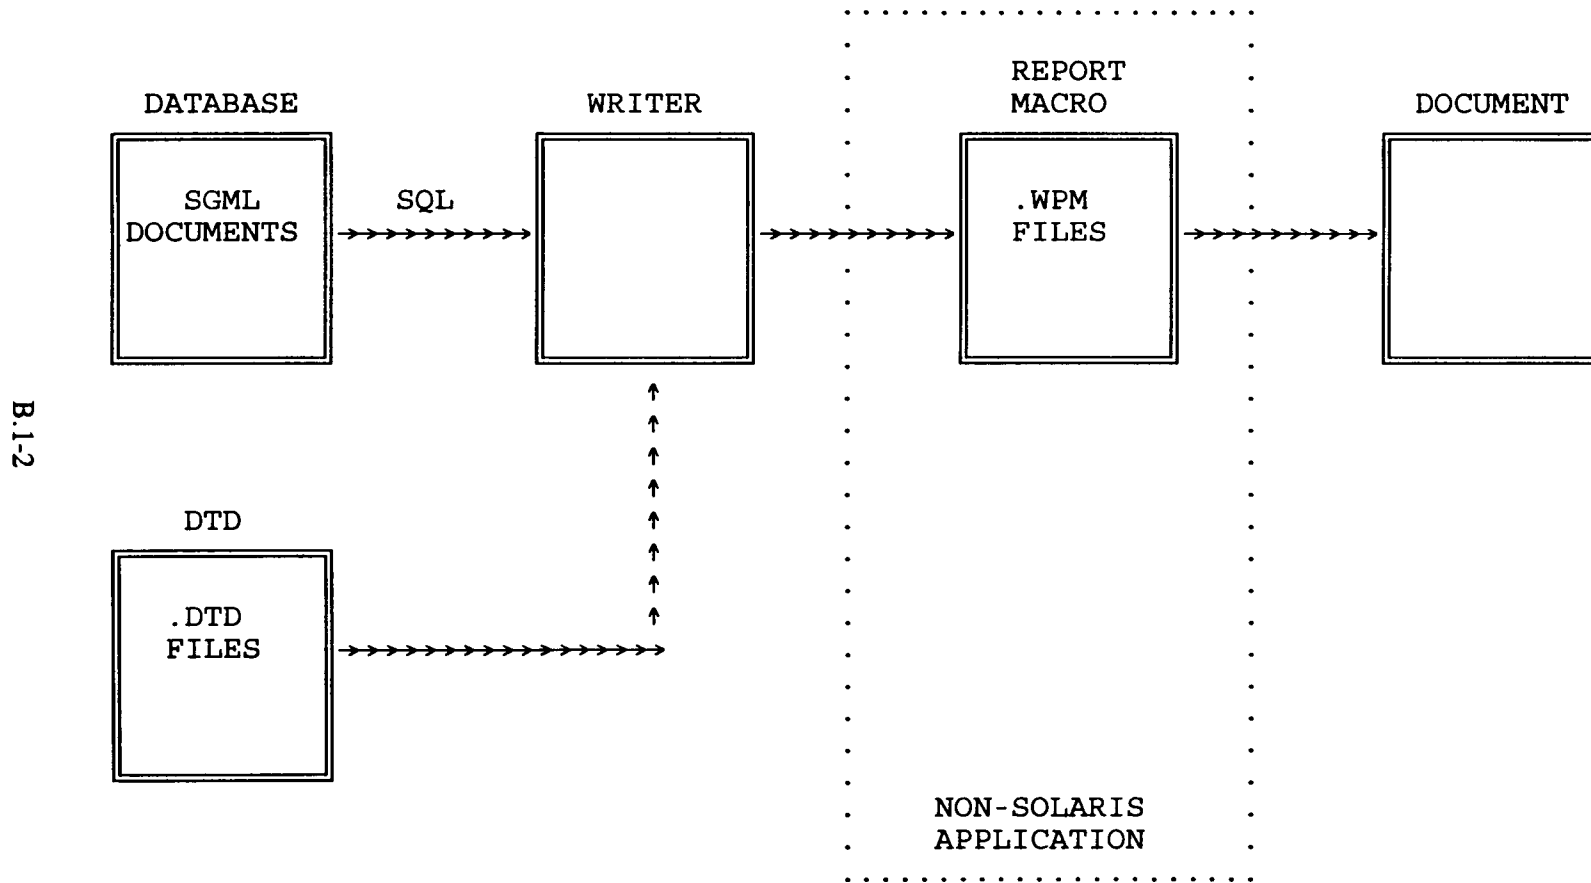 REPORT
MACRO
DATABASE
WRITER
DOCUMENT
SGML
DOCUMENTS
SQL
.WPM
FILES
B.1-2
DTD
.DTD
FILES
NON-SOLARIS
APPLICATION